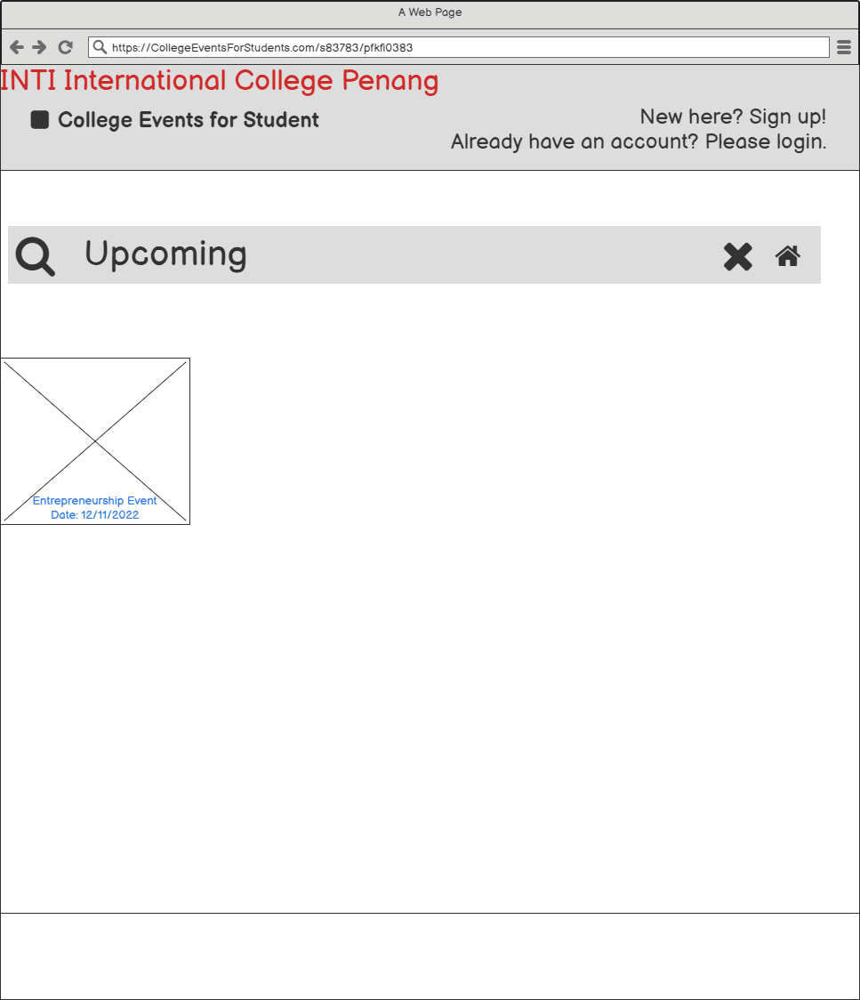 A Web Page
https://CollegeEventsForStudents.com/s83783/pfkfi0383
INTI International College Penang
College Events for Student
New here? Sign up!
Already have an account? Please login.
Upcoming
Entrepreneurship Event
Date: 12/11/2022